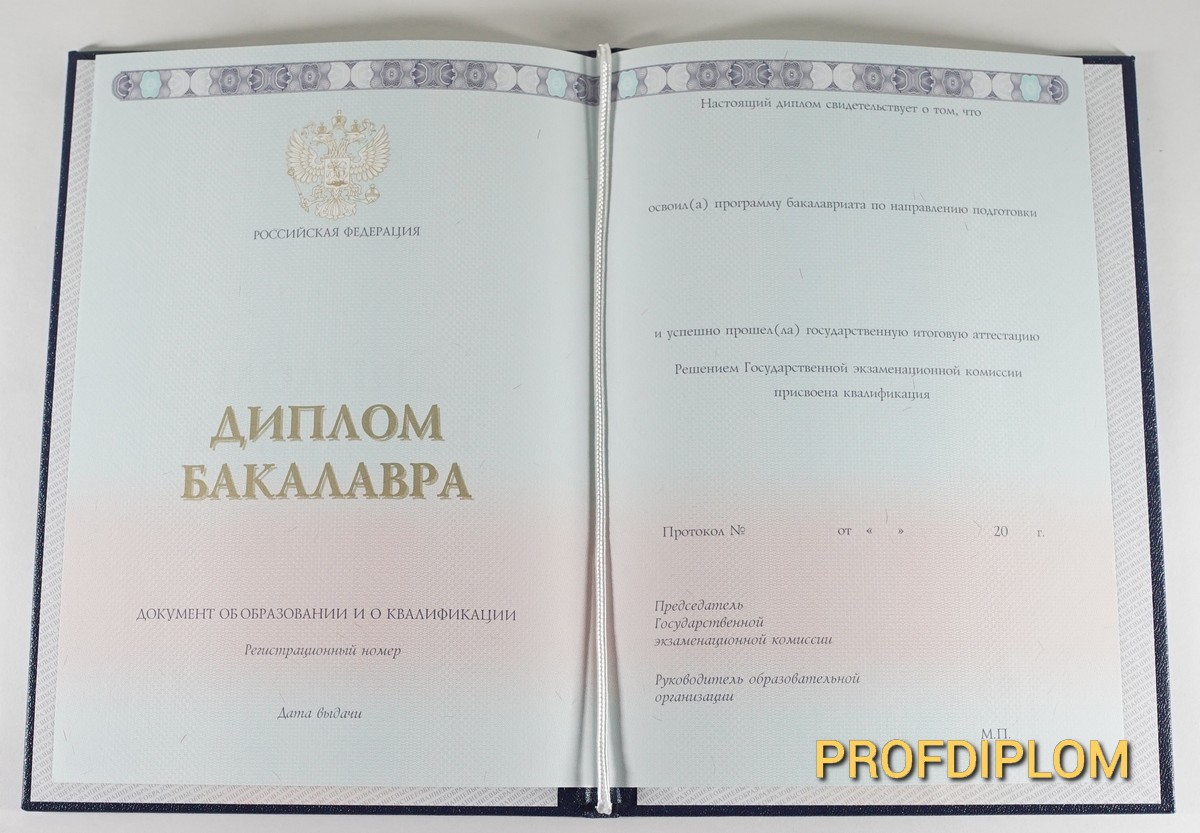 РОССИЙСКАЯ ФЕДЕРАЦИЯ
ДИПЛОМ
БАКАЛАВРА
ДОКУМЕНТ ОБ ОБРАЗОВАНИИ И О КВАЛИФИКАЦИИ
Регистрационный номер
Дата выдачи
Настоящий диплом свидетельствует о том, что
освоил(а) программу бакалавриата по направлению подготовки
и успешно прошел(ла) государственную итоговую аттестацию
Решением Государственной экзаменационной комиссии
присвоена квалификация
Протокол № от « » 20 г.
Председатель
Государственной
экзаменационной комиссии
Руководитель образовательной
организации
М.П.
PROFDIPLOM